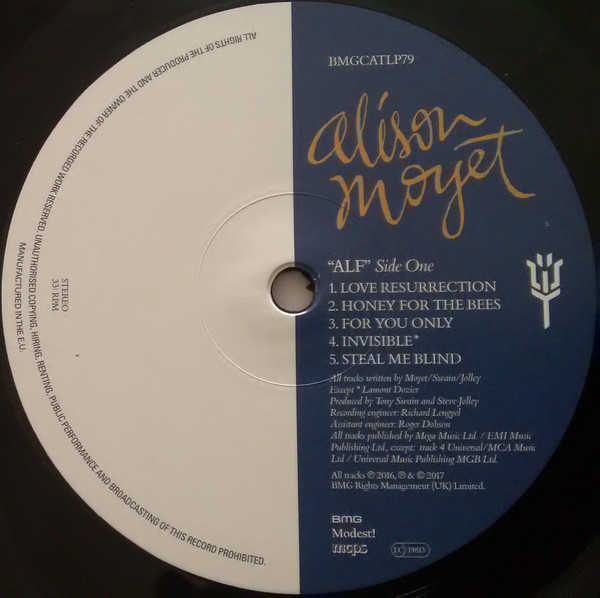 BMGCATLP79
alison
moyet
"ALF" Side One
1. LOVE RESURRECTION
2. HONEY FOR THE BEES
3. FOR YOU ONLY
4. INVISIBLE*
5. STEAL ME BLIND
All tracks written by Moyet/Swain/Jolley
Except * Lamont Dozier
Produced by Tony Swain and Steve Jolley
Recording engineer: Richard Lengyel
Assistant engineer: Roger Dobson
All tracks published by Mega Music Ltd. / EMI Music
Publishing Ltd, except: track 4 Universal/MCA Music
Ltd / Universal Music Publishing MGB Ltd.
All tracks ℗ 2016, ℗ & © 2017
BMG Rights Management (UK) Limited.
BMG
Modest!
mcps
LC 19813
STEREO
33⅓ RPM
ALL RIGHTS OF THE PRODUCER AND THE OWNER OF THE RECORDED WORK RESERVED. UNAUTHORISED COPYING, HIRING, RENTING, PUBLIC PERFORMANCE AND BROADCASTING OF THIS RECORD PROHIBITED.
MANUFACTURED IN THE E.U.